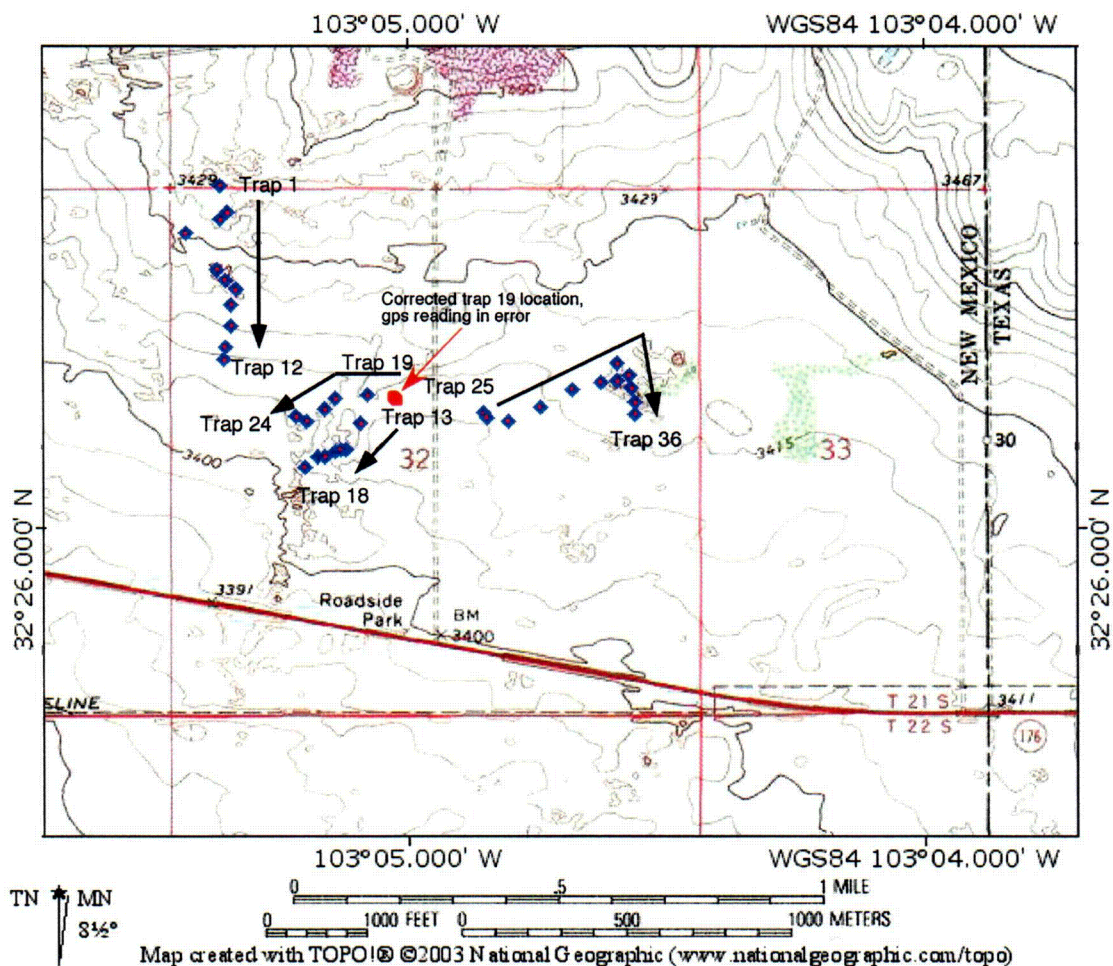 103°05.000' W WGS84 103°04.000' W
3490
3429 Trap 1 3467
3429
NEW MEXICO
TEXAS
Corrected trap 19 location,
gps reading in error
Trap 12 Trap 19
Trap 25
Trap 24 Trap 13
Trap 36
30
3400 32 3415 33
Trap 18
32°26.000' N 32°26.000' N
3397
Roadside
Park
BM
3400
SELINE T 21 S 3411
T 22 S
176
103°05.000' W WGS84 103°04.000' W
TN MN
8½°
0 .5 1 MILE
0 1000 FEET 0 500 1000 METERS
Map created with TOPO!® ©2003 National Geographic (www.nationalgeographic.com/topo)